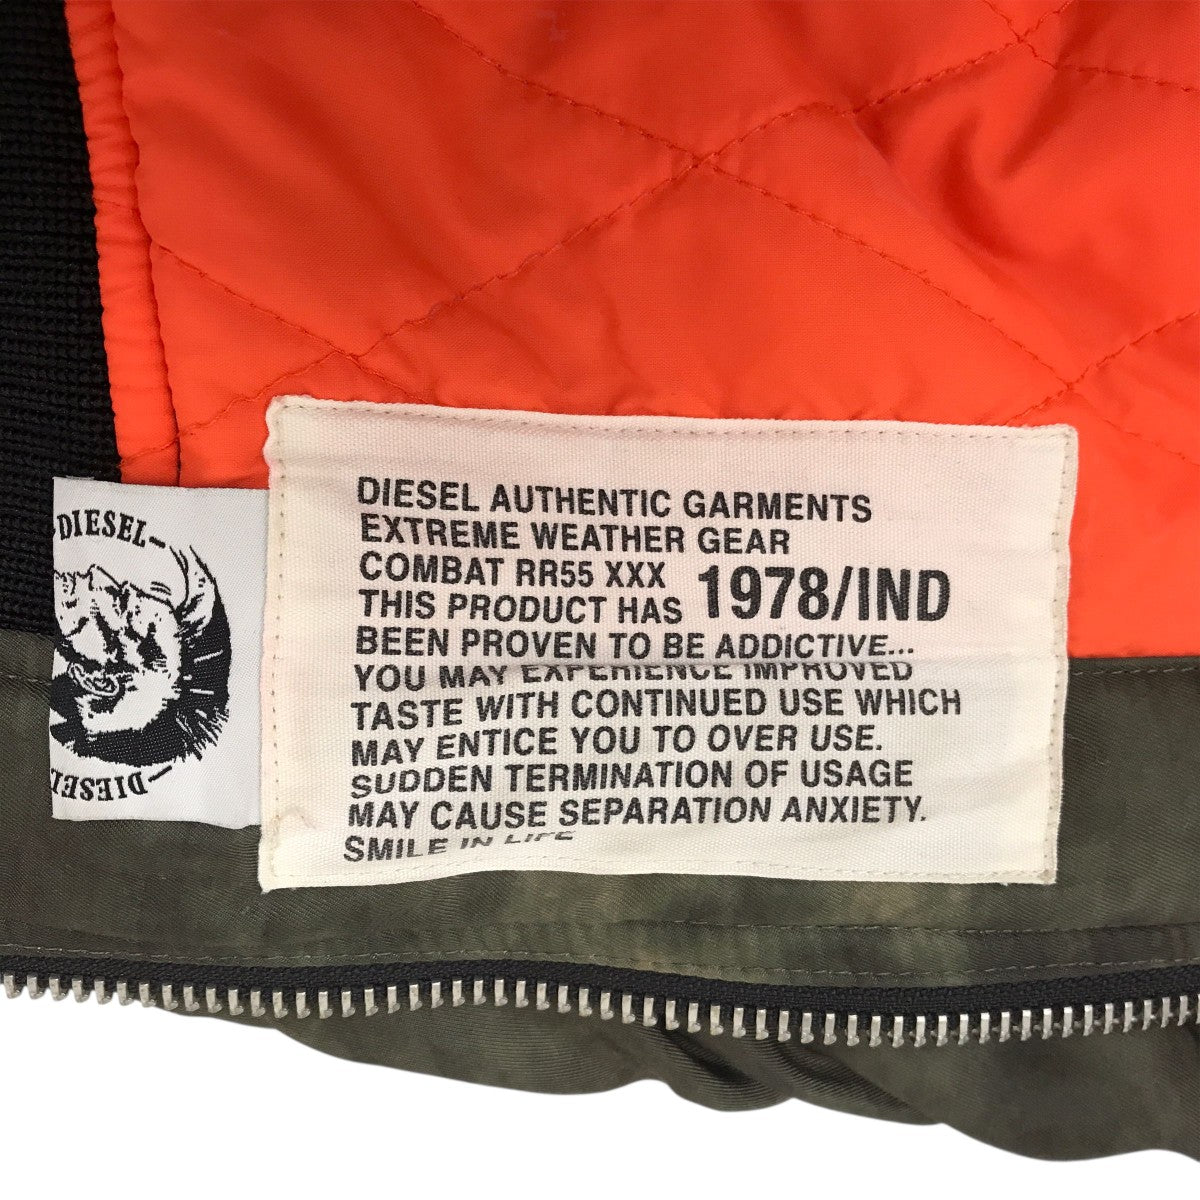 DIESEL AUTHENTIC GARMENTS
EXTREME WEATHER GEAR
COMBAT RR55 XXX
1978/IND
THIS PRODUCT HAS
BEEN PROVEN TO BE ADDICTIVE...
YOU MAY EXPERIENCE IMPROVED
TASTE WITH CONTINUED USE WHICH
MAY ENTICE YOU TO OVER USE.
SUDDEN TERMINATION OF USAGE
MAY CAUSE SEPARATION ANXIETY.
SMILE IN LIFE
DIESEL
DIESEL